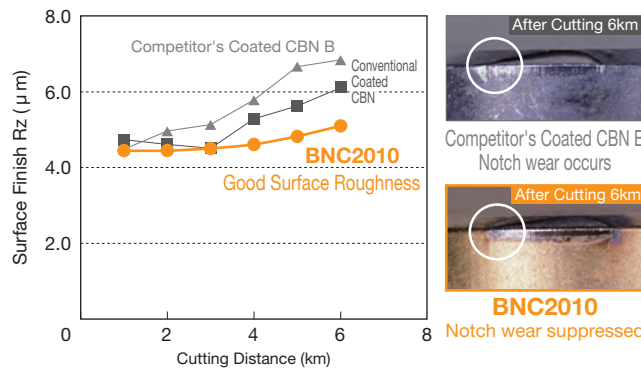 Surface Finish Rz (μm)
8.0
6.0
4.0
2.0
0
2
4
6
8
Cutting Distance (km)
Competitor's Coated CBN B
Conventional
Coated
CBN
BNC2010
Good Surface Roughness
After Cutting 6km
Competitor's Coated CBN B
Notch wear occurs
After Cutting 6km
BNC2010
Notch wear suppressed